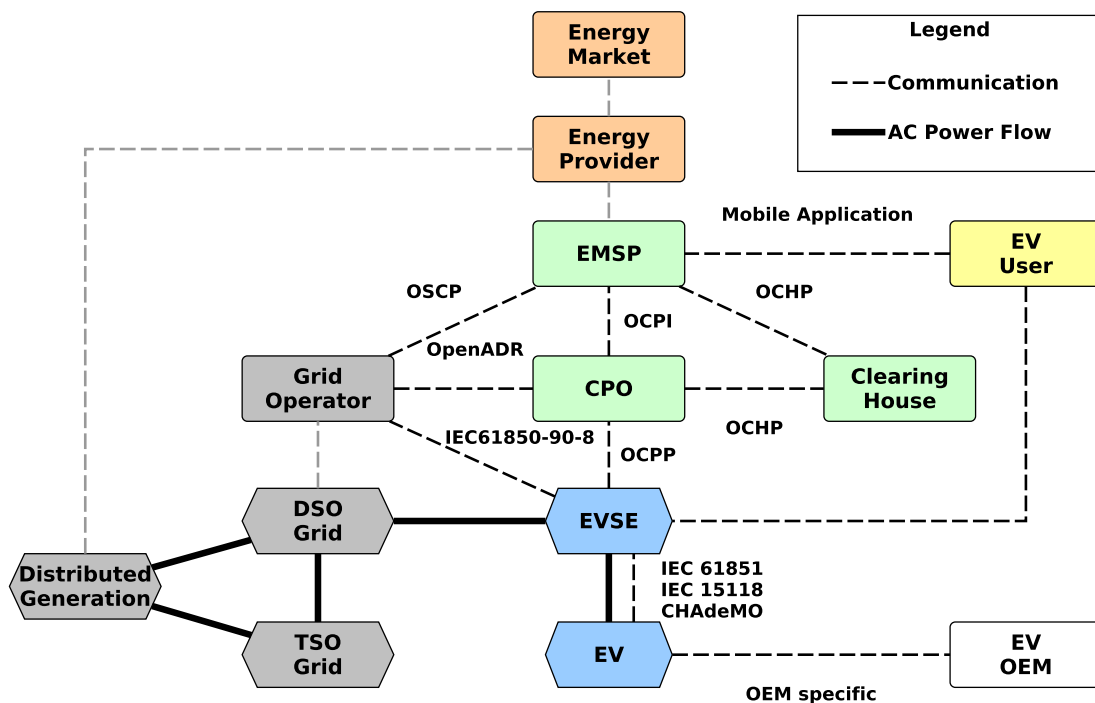 Energy
Market
Legend
Communication
AC Power Flow
Energy
Provider
Mobile Application
EMSP
EV
User
OSCP
OCHP
OCPI
OpenADR
Grid
Operator
CPO
Clearing
House
OCHP
IEC61850-90-8
OCPP
DSO
Grid
EVSE
Distributed
Generation
IEC 61851
IEC 15118
CHAdeMO
TSO
Grid
EV
EV
OEM
OEM specific